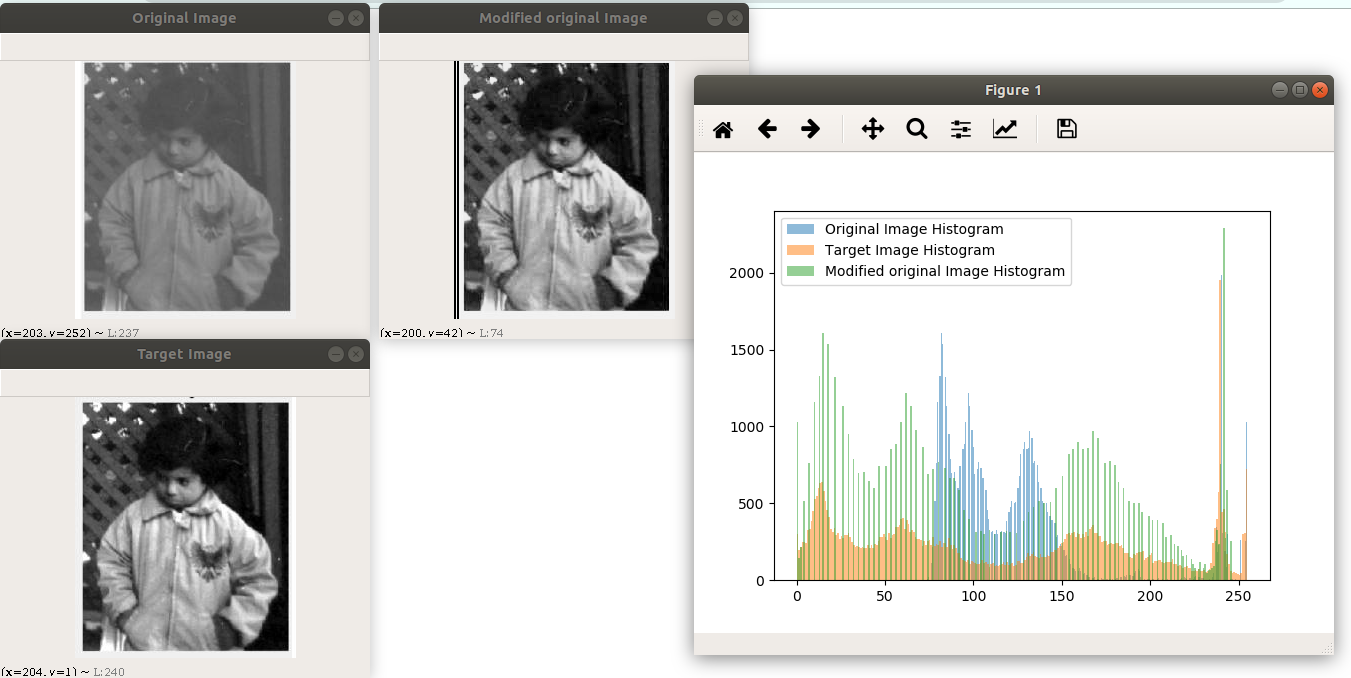 Original Image
(x=203, y=252) ~ L:237
Modified original Image
(x=200, y=42) ~ L:74
Target Image
(x=204, y=1) ~ L:240
Figure 1
Original Image Histogram
Target Image Histogram
Modified original Image Histogram
2000
1500
1000
500
0
0 50 100 150 200 250